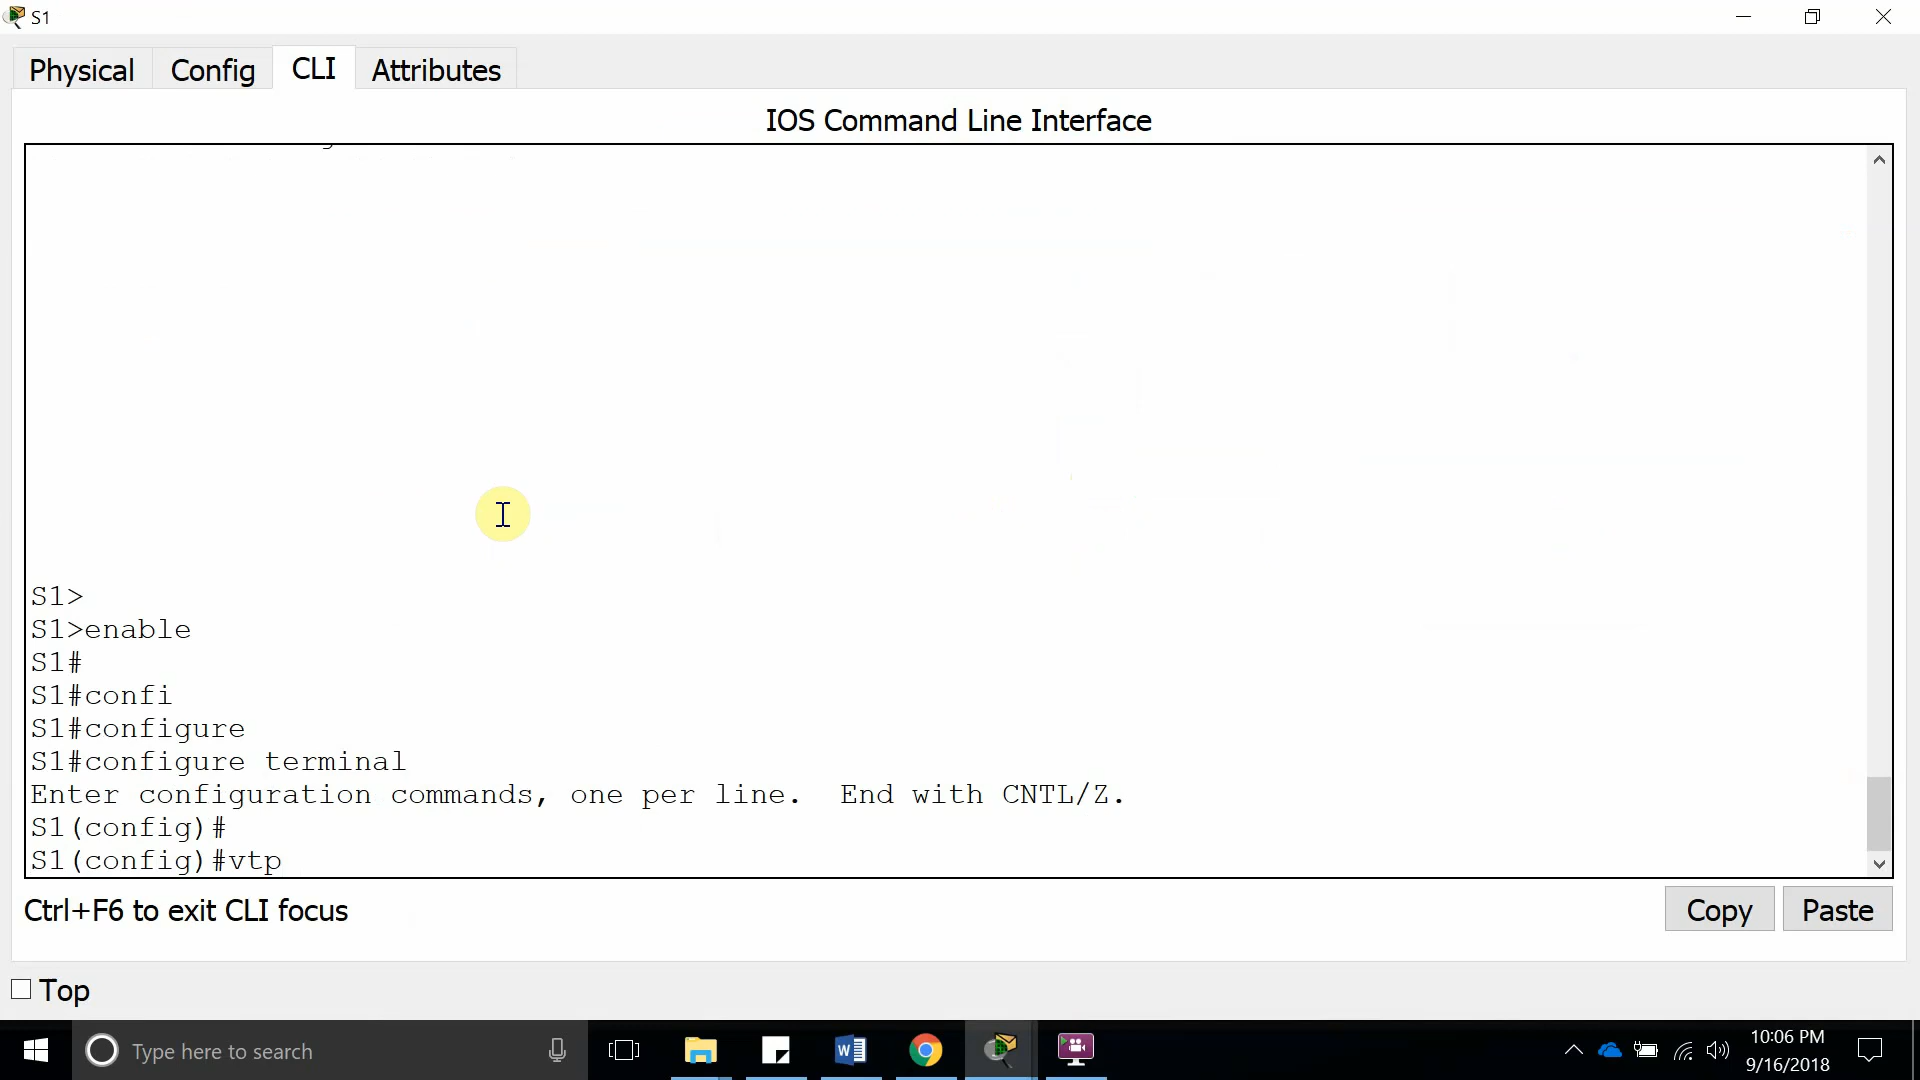 S1
Physical Config CLI Attributes
IOS Command Line Interface
S1>
S1>enable
S1#
S1#confi
S1#configure
S1#configure terminal
Enter configuration commands, one per line.  End with CNTL/Z.
S1(config)#
S1(config)#vtp
Ctrl+F6 to exit CLI focus
Copy Paste
Top
Type here to search
10:06 PM
9/16/2018